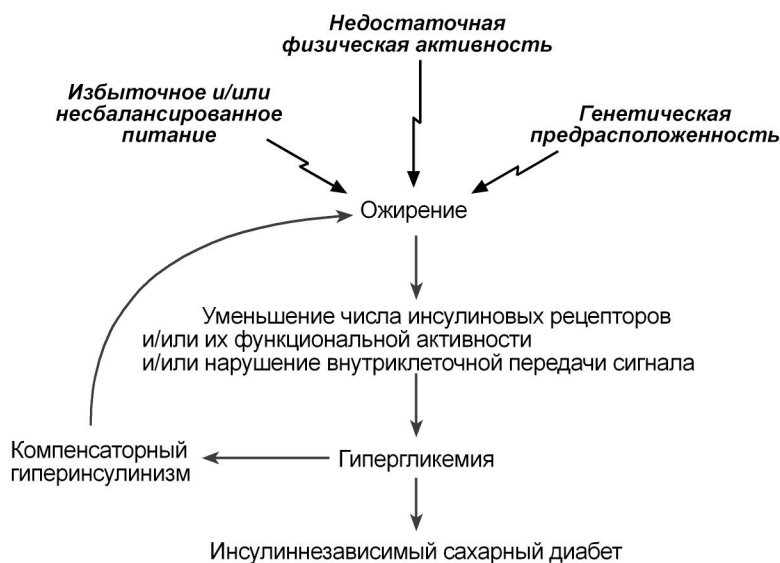 Недостаточная
физическая активность
Избыточное и/или
несбалансированное
питание
Генетическая
предрасположенность
Ожирение
Уменьшение числа инсулиновых рецепторов
и/или их функциональной активности
и/или нарушение внутриклеточной передачи сигнала
Компенсаторный
гиперинсулинизм
Гипергликемия
Инсулиннезависимый сахарный диабет